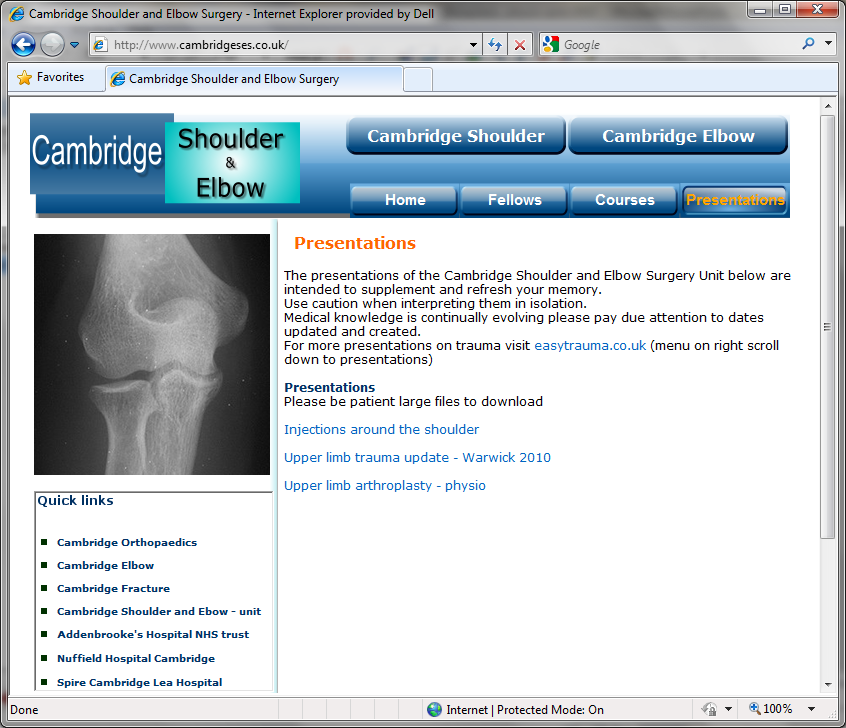 Cambridge Shoulder and Elbow Surgery - Internet Explorer provided by Dell
http://www.cambridgeses.co.uk/
Google
Favorites
Cambridge Shoulder and Elbow Surgery
Cambridge
Shoulder
&
Elbow
Cambridge Shoulder
Cambridge Elbow
Home
Fellows
Courses
Presentations
Presentations
The presentations of the Cambridge Shoulder and Elbow Surgery Unit below are
intended to supplement and refresh your memory.
Use caution when interpreting them in isolation.
Medical knowledge is continually evolving please pay due attention to dates
updated and created.
For more presentations on trauma visit easytrauma.co.uk (menu on right scroll
down to presentations)
Presentations
Please be patient large files to download
Injections around the shoulder
Upper limb trauma update - Warwick 2010
Upper limb arthroplasty - physio
Quick links
Cambridge Orthopaedics
Cambridge Elbow
Cambridge Fracture
Cambridge Shoulder and Ebow - unit
Addenbrooke's Hospital NHS trust
Nuffield Hospital Cambridge
Spire Cambridge Lea Hospital
Done
Internet | Protected Mode: On
100%